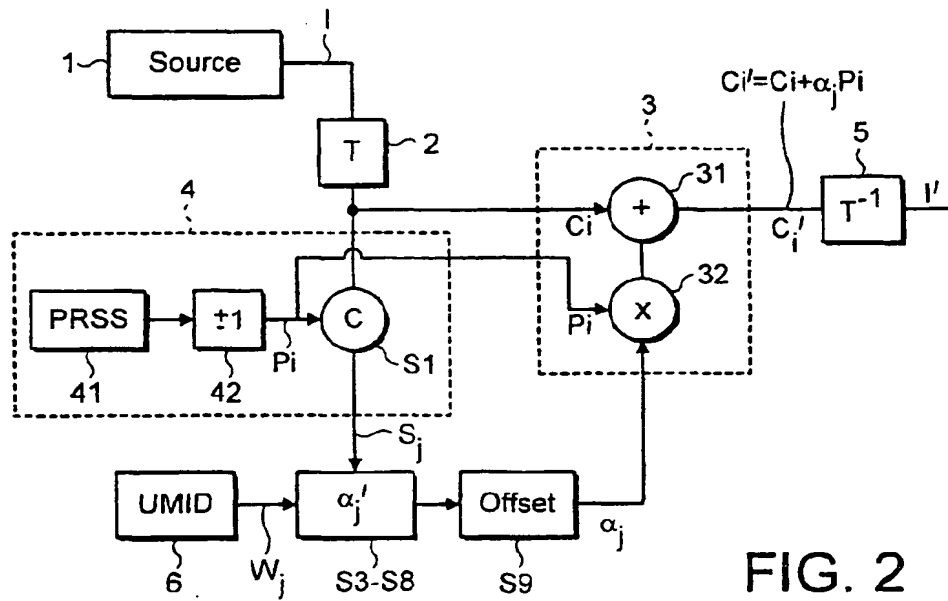 I
1
Source
Ci'=Ci+αjPi
3
5
T
2
31
4
+
T⁻¹
I'
Ci
Ci'
32
PRSS
±1
C
Pi
X
Pi
41
42
S1
Sj
UMID
αj'
Offset
αj
6
Wj
S3-S8
S9
FIG. 2